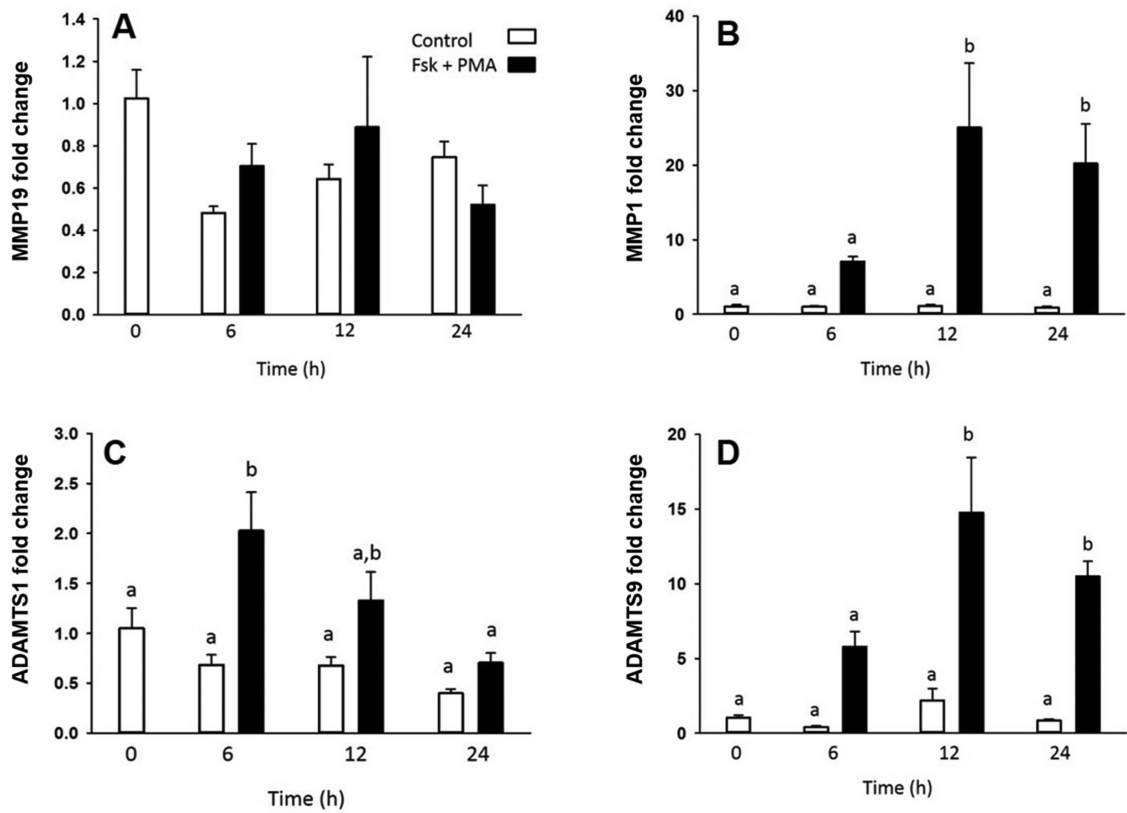 A
Control
Fsk + PMA
MMP19 fold change
1.4
1.2
1.0
0.8
0.6
0.4
0.2
0.0
0 6 12 24
Time (h)
B
MMP1 fold change
40
30
20
10
0
a a a a b a b
0 6 12 24
Time (h)
C
ADAMTS1 fold change
3.0
2.5
2.0
1.5
1.0
0.5
0.0
a a b a a,b a a
0 6 12 24
Time (h)
D
ADAMTS9 fold change
20
15
10
5
0
a a a a b a b
0 6 12 24
Time (h)